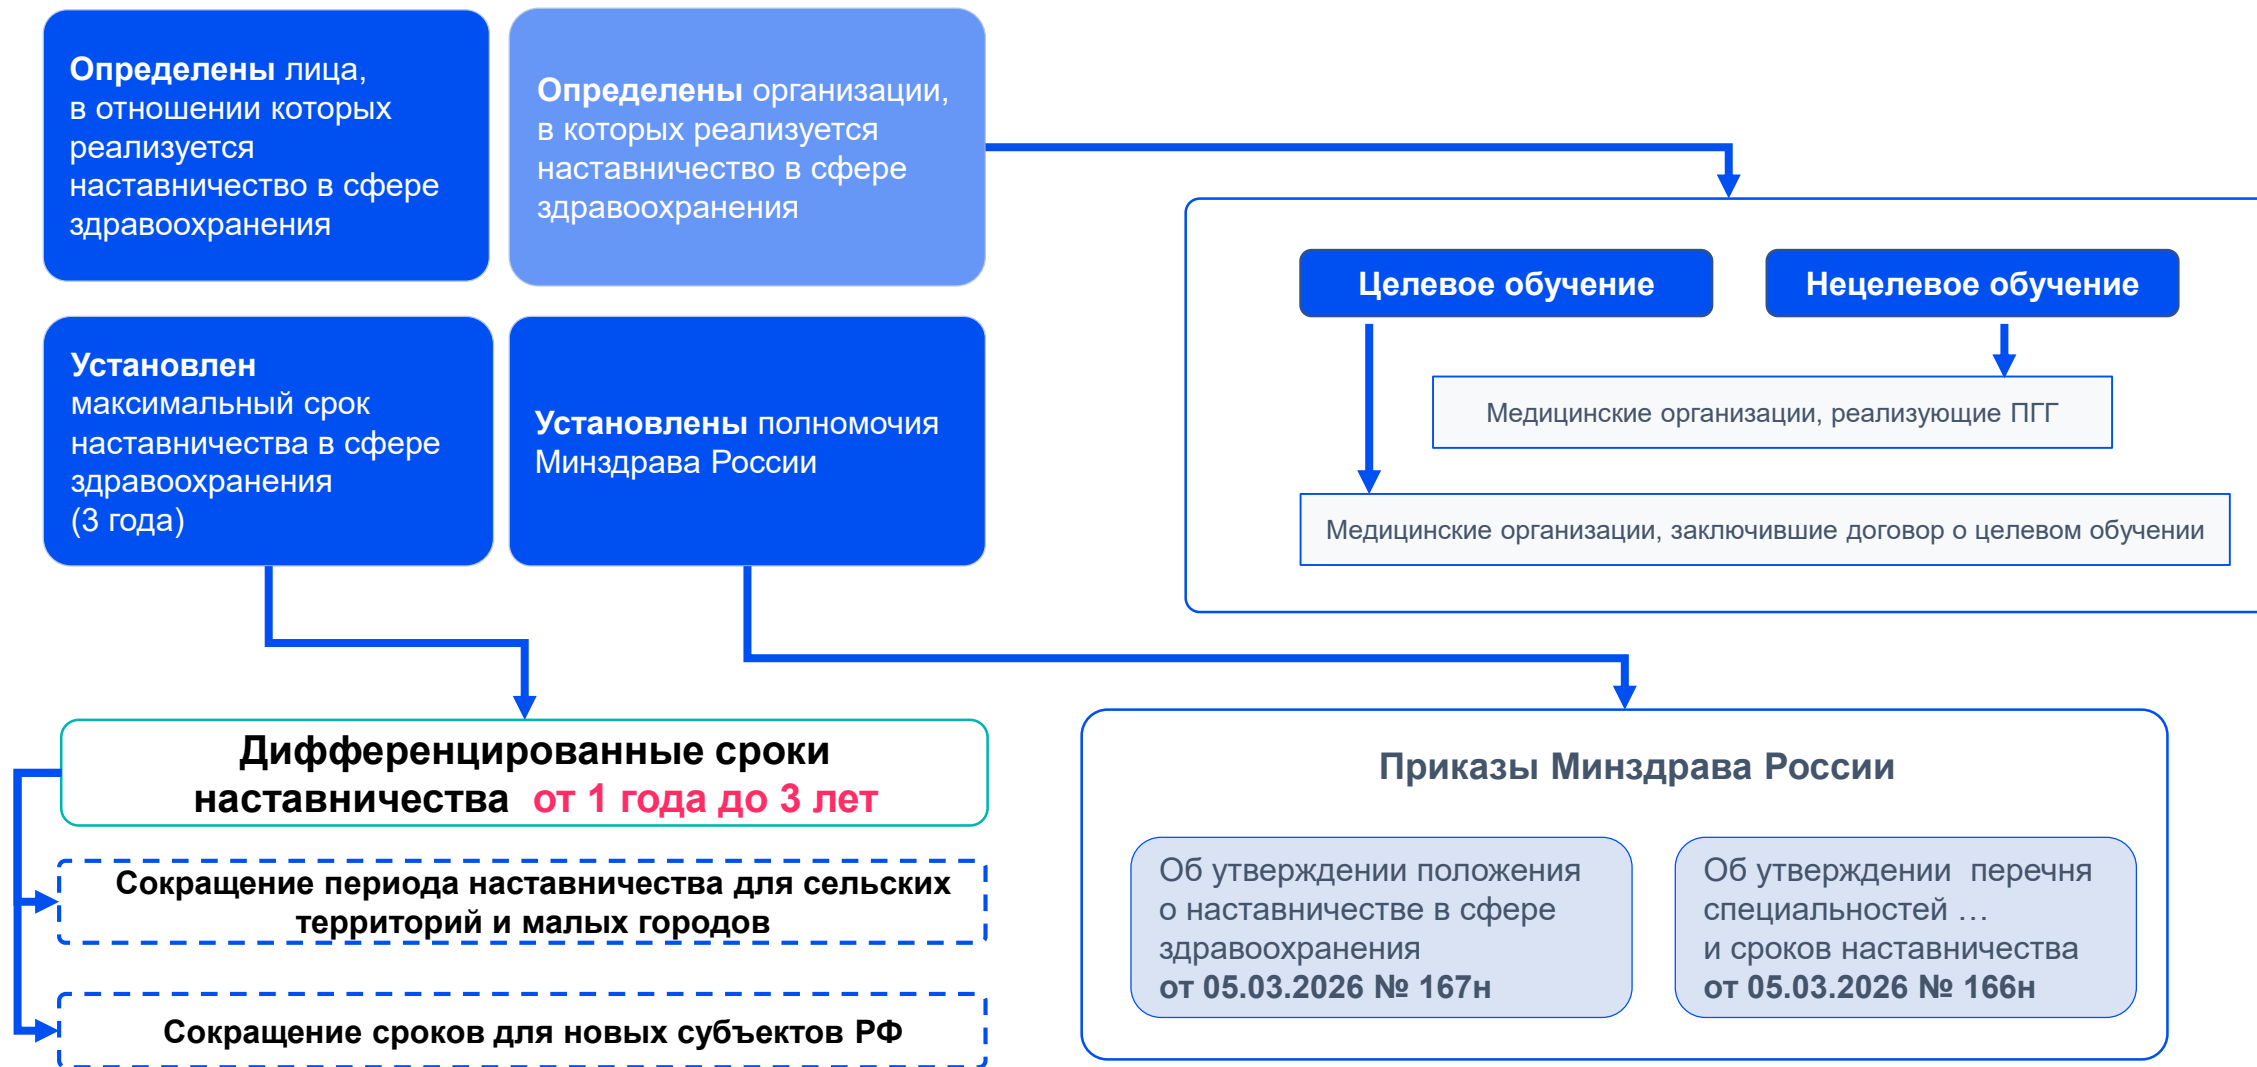 Определены лица,
в отношении которых
реализуется
наставничество в сфере
здравоохранения
Определены организации,
в которых реализуется
наставничество в сфере
здравоохранения
Установлен
максимальный срок
наставничества в сфере
здравоохранения
(3 года)
Установлены полномочия
Минздрава России
Целевое обучение
Нецелевое обучение
Медицинские организации, реализующие ПГГ
Медицинские организации, заключившие договор о целевом обучении
Дифференцированные сроки
наставничества от 1 года до 3 лет
Сокращение периода наставничества для сельских
территорий и малых городов
Сокращение сроков для новых субъектов РФ
Приказы Минздрава России
Об утверждении положения
о наставничестве в сфере
здравоохранения
от 05.03.2026 № 167н
Об утверждении перечня
специальностей …
и сроков наставничества
от 05.03.2026 № 166н